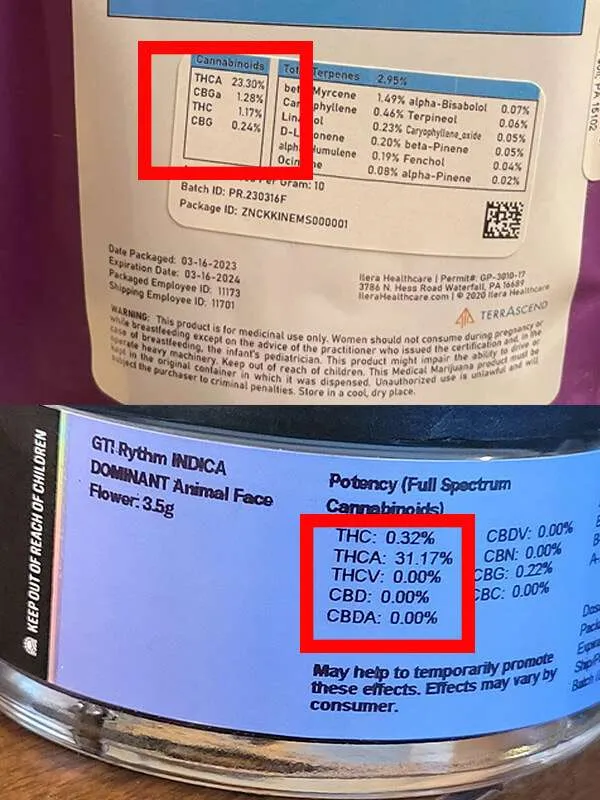 Cannabinoids
THCA 23.30%
CBGa 1.28%
THC 1.17%
CBG 0.24%
Terpenes 2.95%
Myrcene 1.49% alpha-Bisabolol 0.07%
phyllene 0.46% Terpineol 0.06%
0.23% Caryophyllene_oxide 0.05%
D-L onene 0.20% beta-Pinene 0.05%
alph Humulene 0.19% Fenchol 0.04%
Ocim ne 0.08% alpha-Pinene 0.02%
Per Gram: 10
Batch ID: PR.230316F
Package ID: ZNCKKINEMS000001
PA 15102
Date Packaged: 03-16-2023
Expiration Date: 03-16-2024
Packaged Employee ID: 11173
Shipping Employee ID: 11701
Ilera Healthcare | Permit#: GP-3010-17
3786 N. Hess Road Waterfall, PA 16689
IleraHealthcare.com | © 2020 Ilera Healthcare
TERRASCEND
WARNING: This product is for medicinal use only. Women should not consume during pregnancy or
while breastfeeding except on the advice of the practitioner who issued the certification and, in the
case of breastfeeding, the infant's pediatrician. This product might impair the ability to drive or
operate heavy machinery. Keep out of reach of children. This Medical Marijuana product must be
kept in the original container in which it was dispensed. Unauthorized use is unlawful and will
subject the purchaser to criminal penalties. Store in a cool, dry place.
KEEP OUT OF REACH OF CHILDREN
GTI Rythm INDICA
DOMINANT Animal Face
Flower: 3.5g
Potency (Full Spectrum
Cannabinoids)
THC: 0.32% CBDV: 0.00%
THCA: 31.17% CBN: 0.00%
THCV: 0.00% CBG: 0.22%
CBD: 0.00% CBC: 0.00%
CBDA: 0.00%
May help to temporarily promote
these effects. Effects may vary by
consumer.